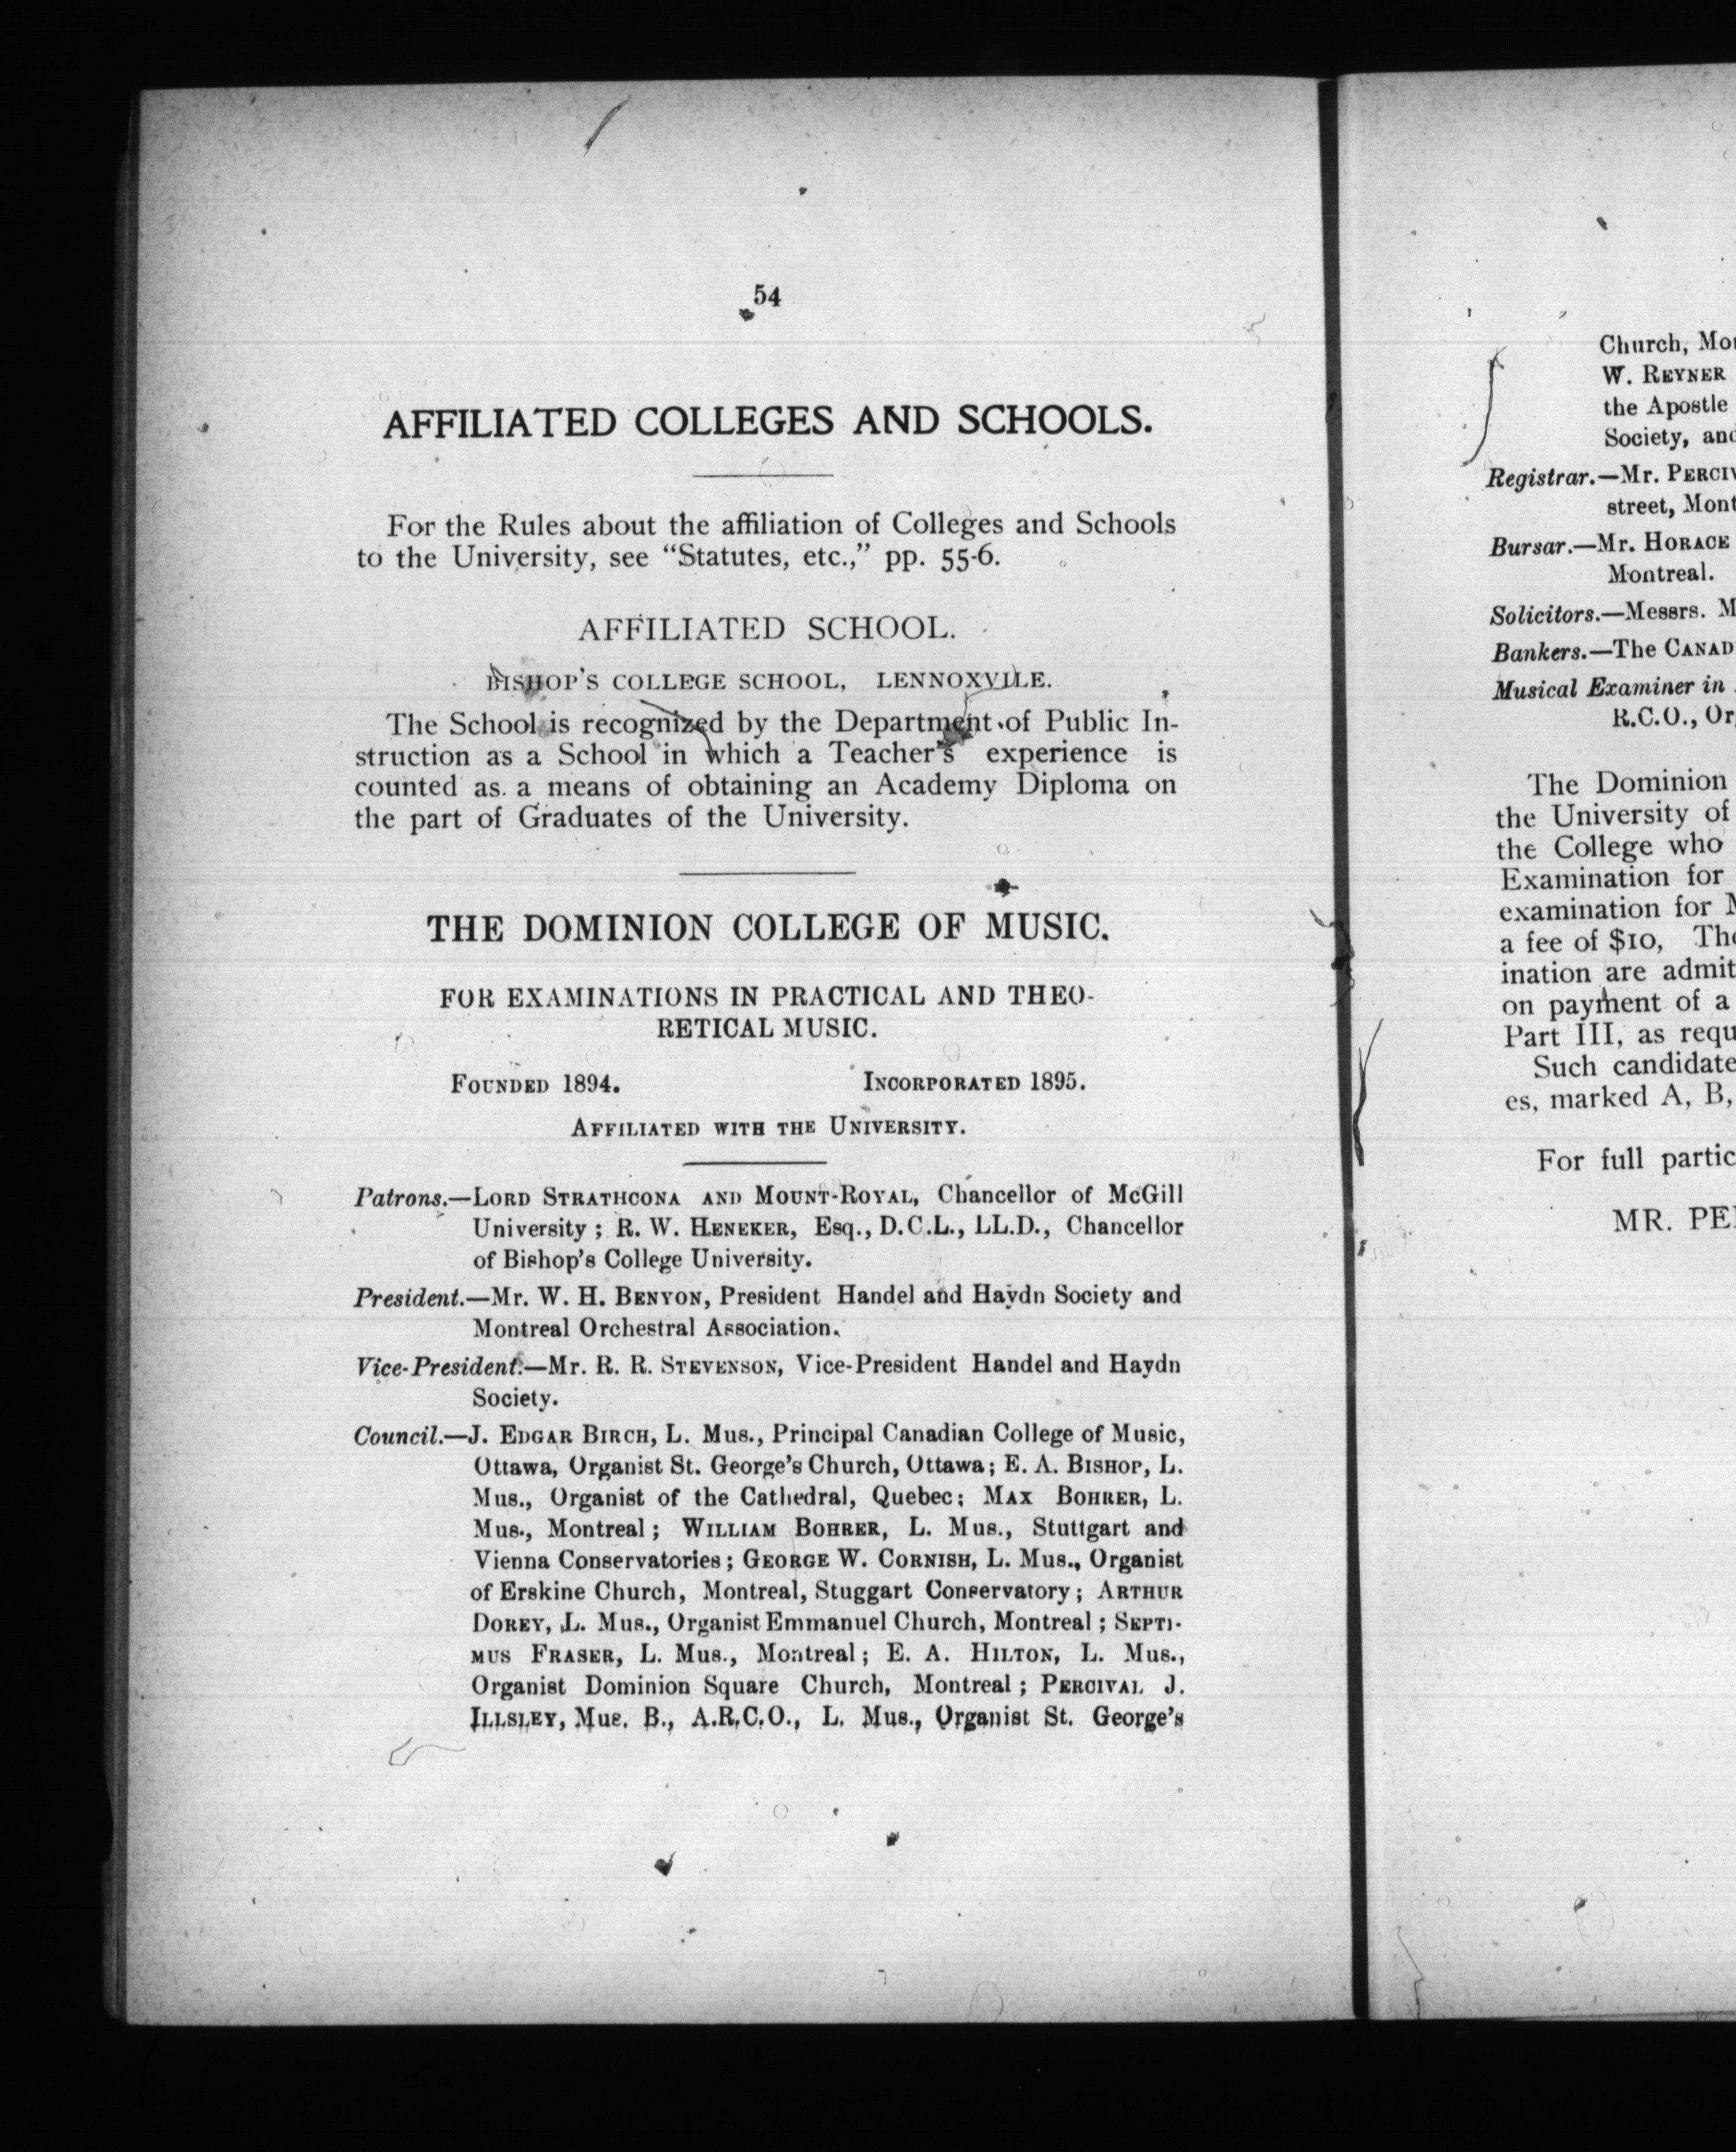 54
AFFILIATED COLLEGES AND SCHOOLS.
For the Rules about the affiliation of Colleges and Schools
to the University, see “Statutes, etc.,” pp. 55-6.
AFFILIATED SCHOOL.
BISHOP’S COLLEGE SCHOOL, LENNOXVILE.
The School is recognized by the Department of Public In-
struction as a School in which a Teacher’s experience is
counted as a means of obtaining an Academy Diploma on
the part of Graduates of the University.
THE DOMINION COLLEGE OF MUSIC.
FOR EXAMINATIONS IN PRACTICAL AND THEO-
RETICAL MUSIC.
FOUNDED 1894. INCORPORATED 1895.
AFFILIATED WITH THE UNIVERSITY.
Patrons.—LORD STRATHCONA AND MOUNT-ROYAL, Chancellor of McGill
University ; R. W. HENEKER, Esq., D.C.L., LL.D., Chancellor
of Bishop’s College University.
President.—Mr. W. H. BENYON, President Handel and Haydn Society and
Montreal Orchestral Association.
Vice-President.—Mr. R. R. STEVENSON, Vice-President Handel and Haydn
Society.
Council.—J. EDGAR BIRCH, L. Mus., Principal Canadian College of Music,
Ottawa, Organist St. George’s Church, Ottawa; E. A. BISHOP, L.
Mus., Organist of the Cathedral, Quebec; MAX BOHRER, L.
Mus., Montreal ; WILLIAM BOHRER, L. Mus., Stuttgart and
Vienna Conservatories ; GEORGE W. CORNISH, L. Mus., Organist
of Erskine Church, Montreal, Stuggart Conservatory ; ARTHUR
DOREY, L. Mus., Organist Emmanuel Church, Montreal ; SEPTI-
MUS FRASER, L. Mus., Montreal ; E. A. HILTON, L. Mus.,
Organist Dominion Square Church, Montreal ; PERCIVAL J.
ILLSLEY, Mus. B., A.R.C.O., L. Mus., Organist St. George’s
Church,
W. REYNER
the Apostle
Society,
Registrar.—Mr.
street,
Bursar.—Mr. HORACE
Montreal.
Solicitors.—Messrs.
Bankers.—The
Musical Examiner in
R.C.O.,
The Dominion
the University of
the College who
Examination for
examination for
a fee of $10,
ination are
on payment of a
Part III, as
Such
es, marked A, B,
For full
MR.